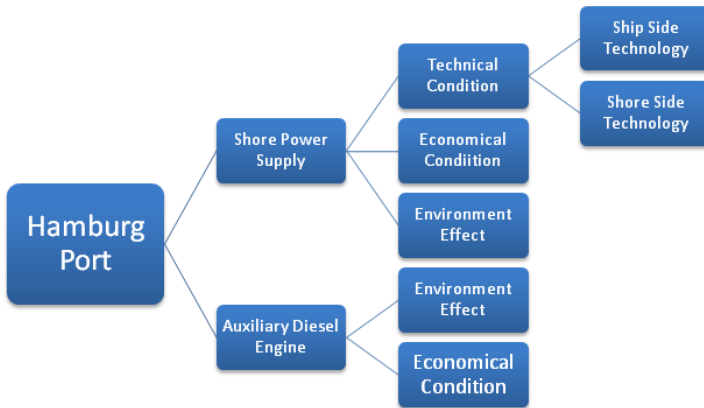 Hamburg
Port
Shore Power
Supply
Technical
Condition
Ship Side
Technology
Shore Side
Technology
Economical
Condiition
Environment
Effect
Auxiliary Diesel
Engine
Environment
Effect
Economical
Condition